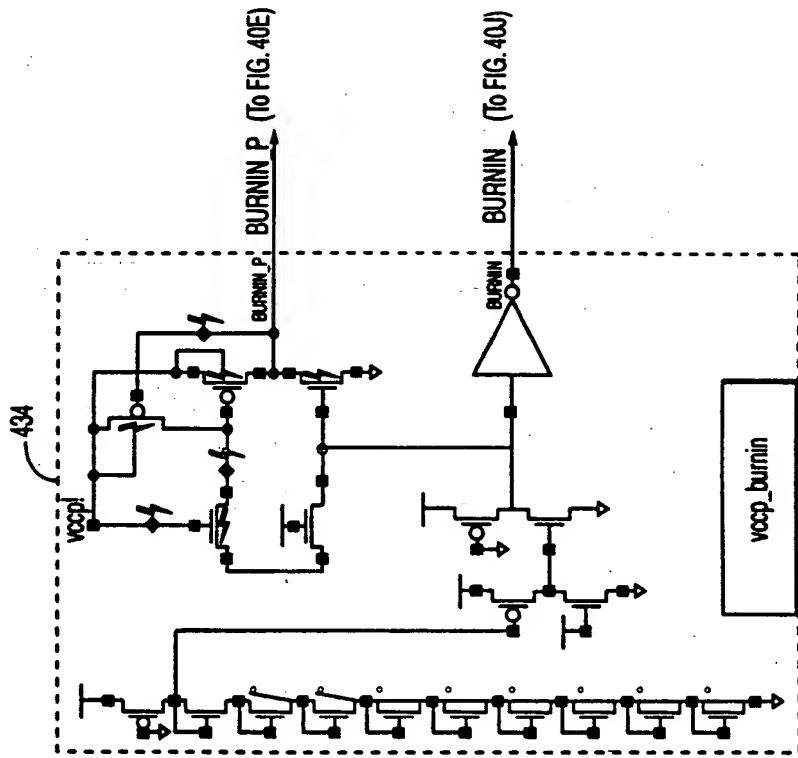 434
vccp!
BURNIN_P
BURNIN_P (To FIG. 40E)
BURNIN
BURNIN (To FIG. 40J)
vccp_burnin